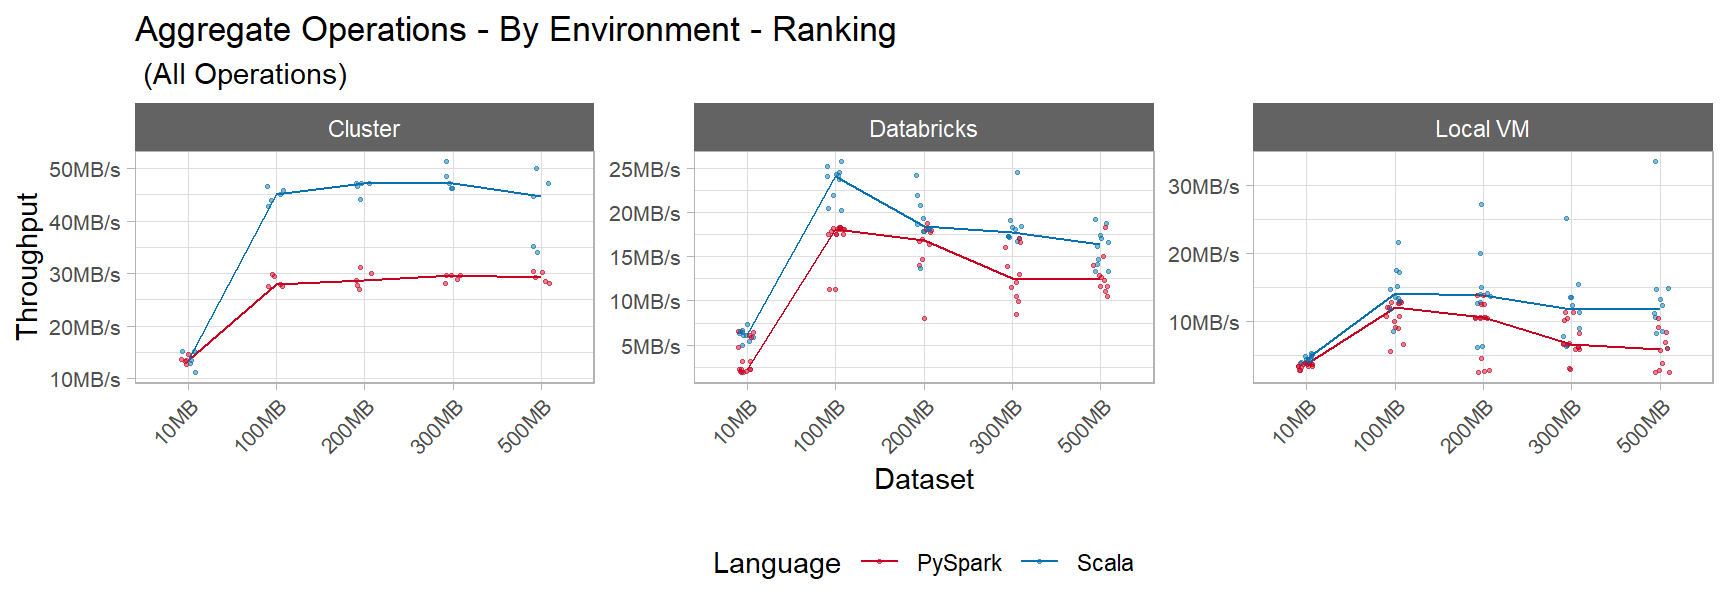 Aggregate Operations - By Environment - Ranking
(All Operations)
Cluster
Databricks
Local VM
Throughput
50MB/s
40MB/s
30MB/s
20MB/s
10MB/s
25MB/s
20MB/s
15MB/s
10MB/s
5MB/s
30MB/s
20MB/s
10MB/s
10MB
100MB
200MB
300MB
500MB
10MB
100MB
200MB
300MB
500MB
10MB
100MB
200MB
300MB
500MB
Dataset
Language PySpark Scala